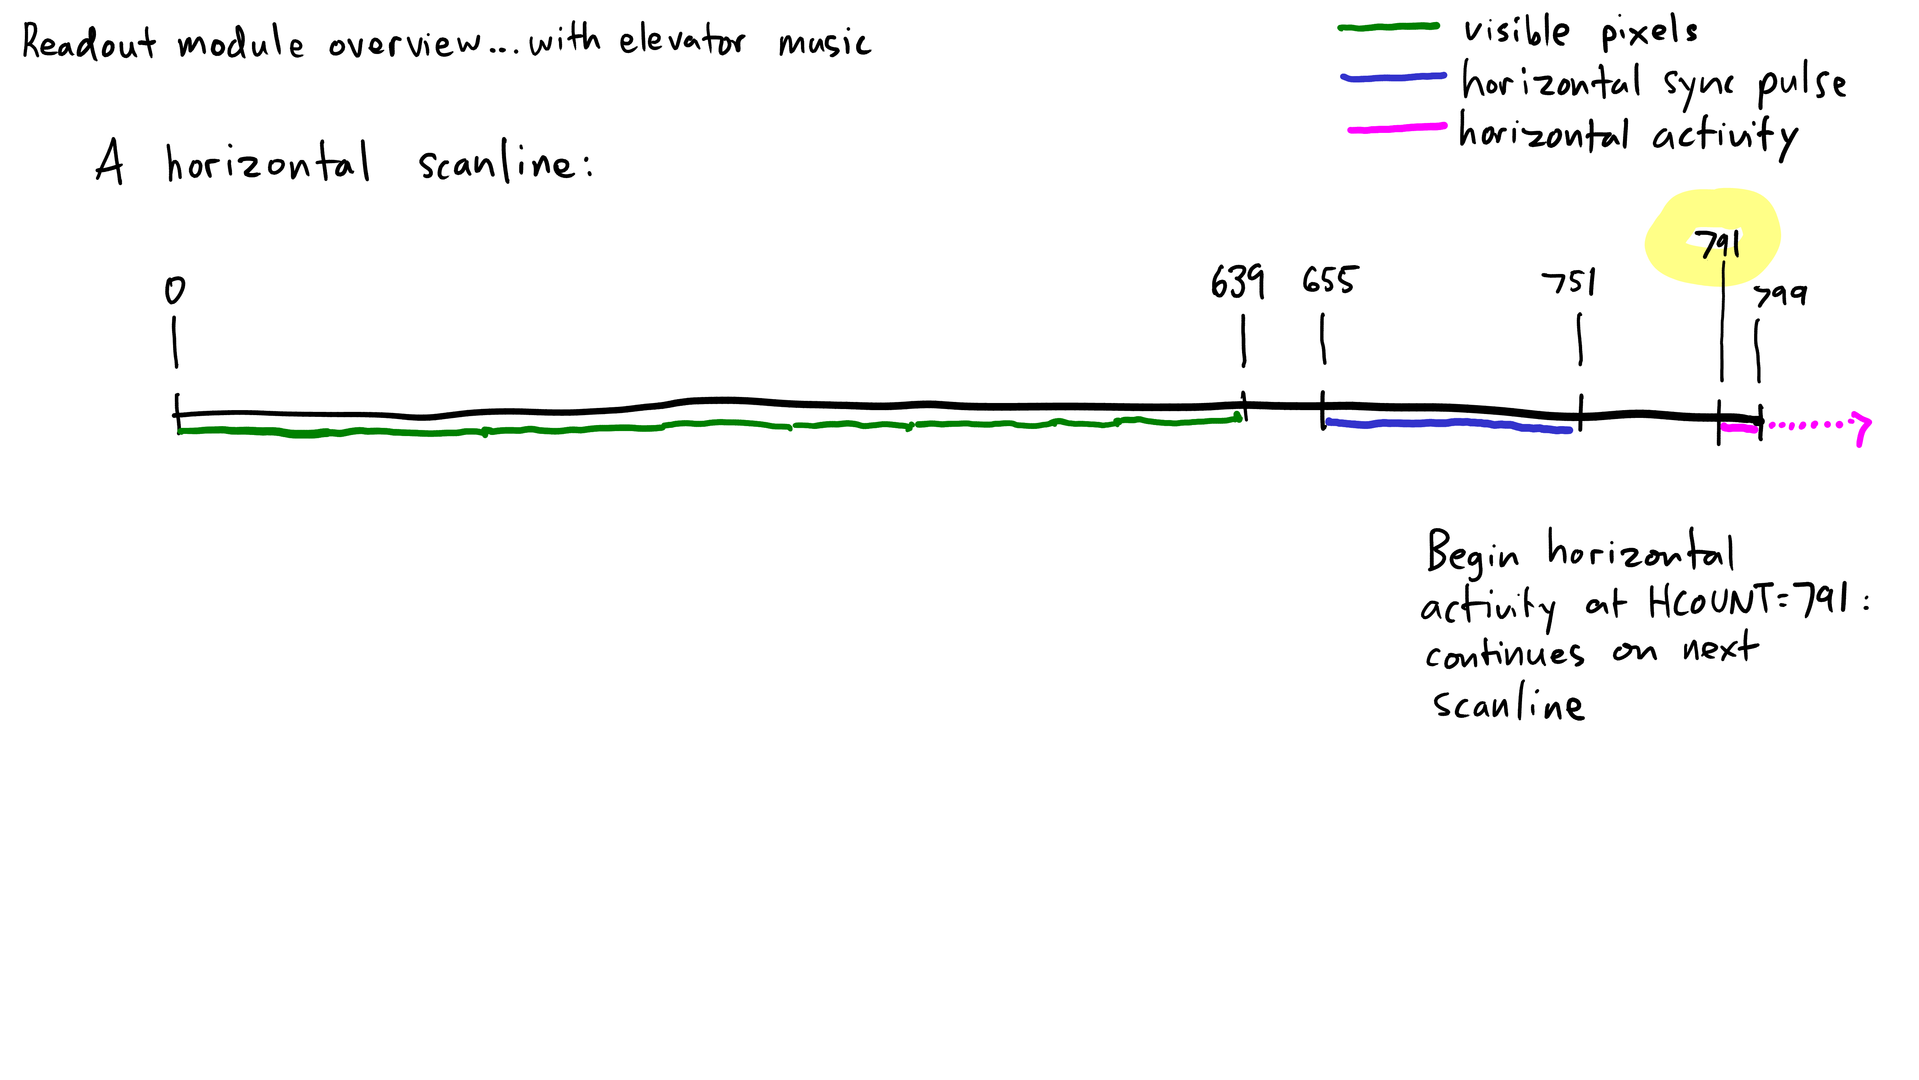 Readout module overview...with elevator music
visible pixels
horizontal sync pulse
horizontal activity
A horizontal scanline:
0
639
655
751
791
799
Begin horizontal
activity at HCOUNT=791:
continues on next
scanline